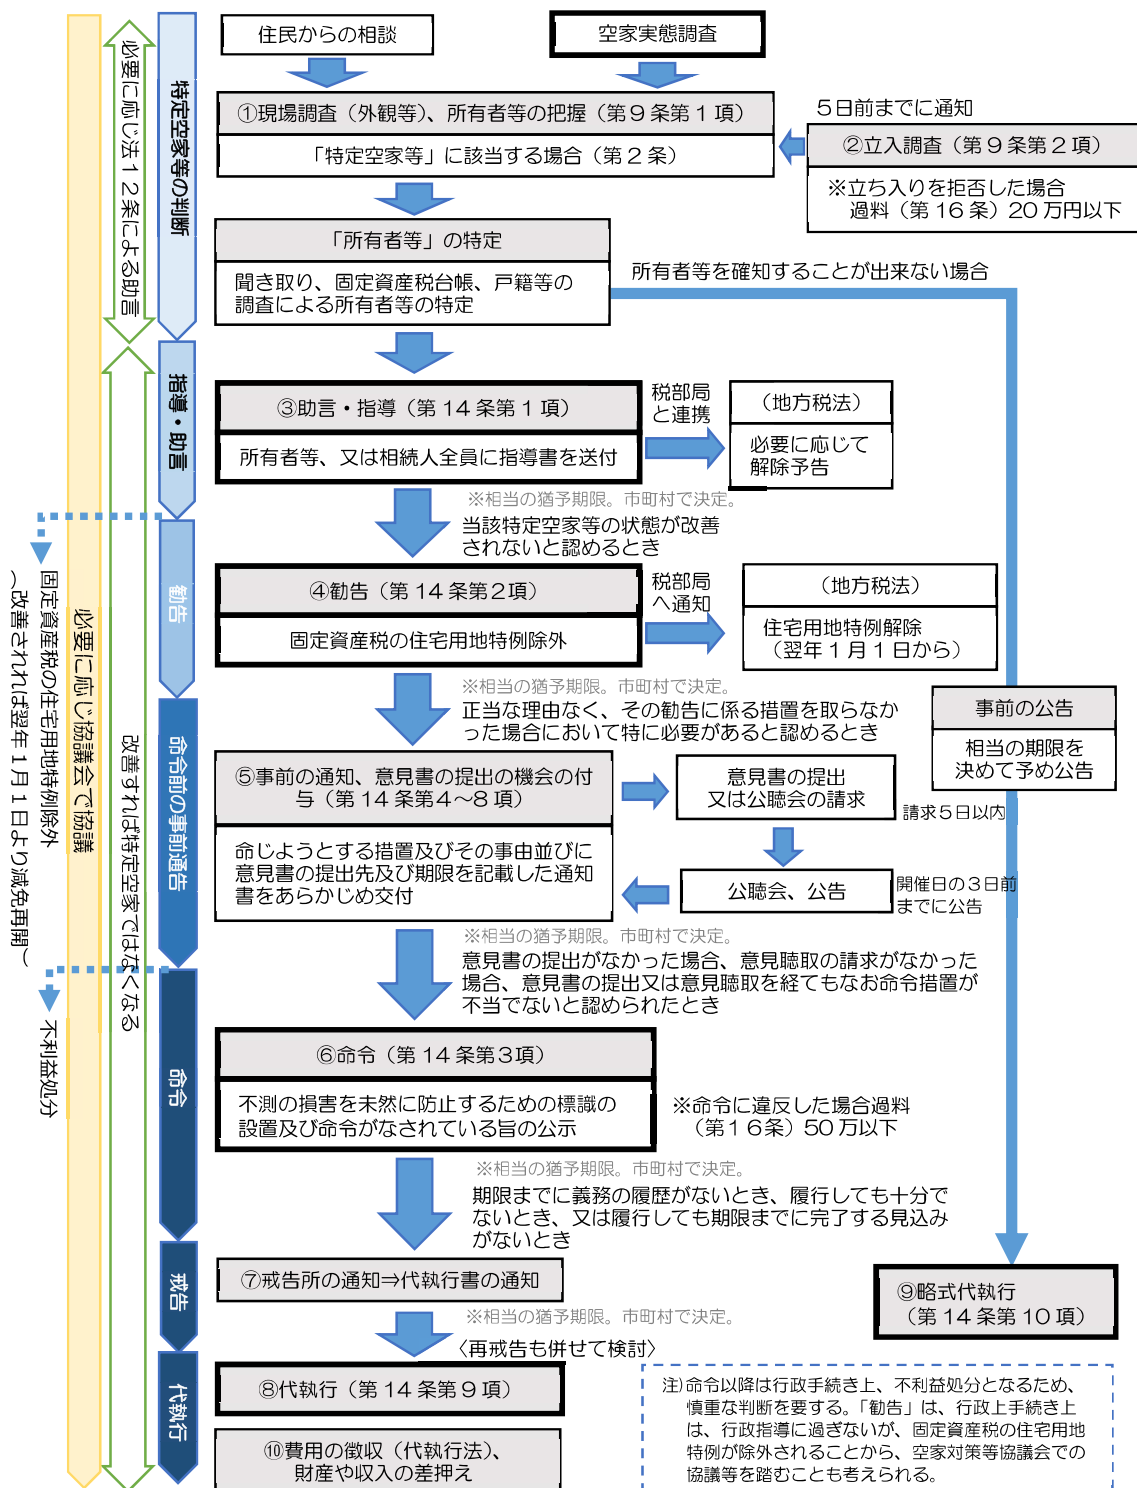 住民からの相談
空家実態調査
①現場調査（外観等）、所有者等の把握（第９条第１項）
「特定空家等」に該当する場合（第２条）
５日前までに通知
②立入調査（第９条第２項）
※立ち入りを拒否した場合
過料（第16条）20万円以下
「所有者等」の特定
聞き取り、固定資産税台帳、戸籍等の
調査による所有者等の特定
所有者等を確知することが出来ない場合
③助言・指導（第14条第１項）
所有者等、又は相続人全員に指導書を送付
税部局
と連携
（地方税法）
必要に応じて
解除予告
※相当の猶予期限。市町村で決定。
当該特定空家等の状態が改善
されないと認めるとき
④勧告（第14条第２項）
固定資産税の住宅用地特例除外
税部局
へ通知
（地方税法）
住宅用地特例解除
（翌年１月１日から）
※相当の猶予期限。市町村で決定。
正当な理由なく、その勧告に係る措置を取らなか
った場合において特に必要があると認めるとき
事前の公告
相当の期限を
決めて予め公告
⑤事前の通知、意見書の提出の機会の付
与（第14条第４～８項）
命じようとする措置及びその事由並びに
意見書の提出先及び期限を記載した通知
書をあらかじめ交付
意見書の提出
又は公聴会の請求
請求５日以内
公聴会、公告
開催日の３日前
までに公告
※相当の猶予期限。市町村で決定。
意見書の提出がなかった場合、意見聴取の請求がなかった
場合、意見書の提出又は意見聴取を経てもなお命令措置が
不当でないと認められたとき
⑥命令（第14条第３項）
不測の損害を未然に防止するための標識の
設置及び命令がなされている旨の公示
※命令に違反した場合過料
（第１６条）50万以下
※相当の猶予期限。市町村で決定。
期限までに義務の履歴がないとき、履行しても十分で
ないとき、又は履行しても期限までに完了する見込み
がないとき
⑦戒告所の通知⇒代執行書の通知
※相当の猶予期限。市町村で決定。
〈再戒告も併せて検討〉
⑧代執行（第14条第９項）
⑨略式代執行
（第14条第10項）
⑩費用の徴収（代執行法）、
財産や収入の差押え、
注)命令以降は行政手続き上、不利益処分となるため、
慎重な判断を要する。「勧告」は、行政上手続き上
は、行政指導に過ぎないが、固定資産税の住宅用地
特例が除外されることから、空家対策等協議会での
協議等を踏むことも考えられる。
特定空家等の判断
指導・助言
勧告
命令前の事前通告
命令
戒告
代執行
必要に応じ法１２条による助言
改善すれば特定空家ではなくなる
必要に応じ協議会で協議
固定資産税の住宅用地特例除外
（改善されれば翌年１月１日より減免再開）
不利益処分